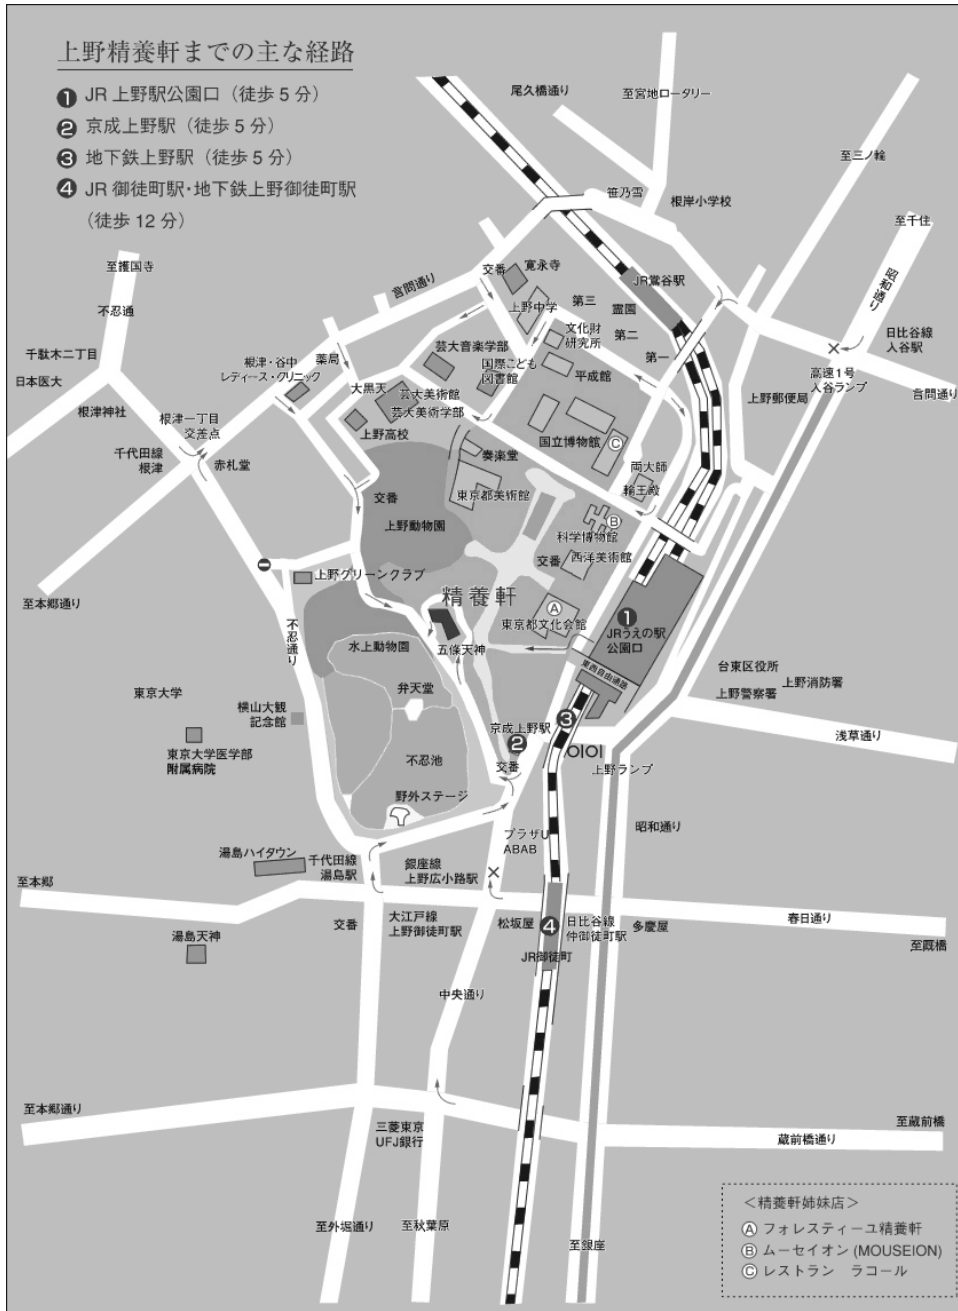 上野精養軒までの主な経路
❶ JR 上野駅公園口（徒歩 5 分）
❷ 京成上野駅（徒歩 5 分）
❸ 地下鉄上野駅（徒歩 5 分）
❹ JR 御徒町駅・地下鉄上野御徒町駅
（徒歩 12 分）
尾久橋通り
至宮地ロータリー
至三ノ輪
笹乃雪
根岸小学校
至千住
昭和通り
至護国寺
不忍通
言問通り
交番
寛永寺
JR鴬谷駅
上野中学
第三
霊園
第二
第一
文化財
研究所
日比谷線
入谷駅
千駄木二丁目
日本医大
根津・谷中
レディース・クリニック
薬局
芸大音楽学部
国際こども
図書館
平成館
高速1号
入谷ランプ
言問通り
上野郵便局
根津神社
根津一丁目
交差点
大黒天
芸大美術館
芸大美術学部
上野高校
千代田線
根津
赤札堂
奏楽堂
国立博物館
Ⓒ
両大師
輪王殿
交番
上野動物園
東京都美術館
科学博物館
Ⓑ
交番
西洋美術館
上野グリーンクラブ
精養軒
Ⓐ
東京都文化会館
❶
JRうえの駅
公園口
至本郷通り
不忍通り
水上動物園
五條天神
東西自由通路
台東区役所
上野消防署
上野警察署
東京大学
弁天堂
横山大観
記念館
京成上野駅
❷
❸
浅草通り
東京大学医学部
附属病院
不忍池
交番
OIOI
上野ランプ
野外ステージ
昭和通り
プラザU
ABAB
湯島ハイタウン
千代田線
湯島駅
銀座線
上野広小路駅
至本郷
交番
大江戸線
上野御徒町駅
松坂屋
❹
日比谷線
仲御徒町駅
多慶屋
春日通り
湯島天神
JR御徒町
至厩橋
中央通り
至本郷通り
三菱東京
UFJ銀行
至蔵前橋
蔵前橋通り
至外堀通り
至秋葉原
至銀座
＜精養軒姉妹店＞
Ⓐ フォレスティーユ精養軒
Ⓑ ムーセイオン (MOUSEION)
Ⓒ レストラン　ラコール